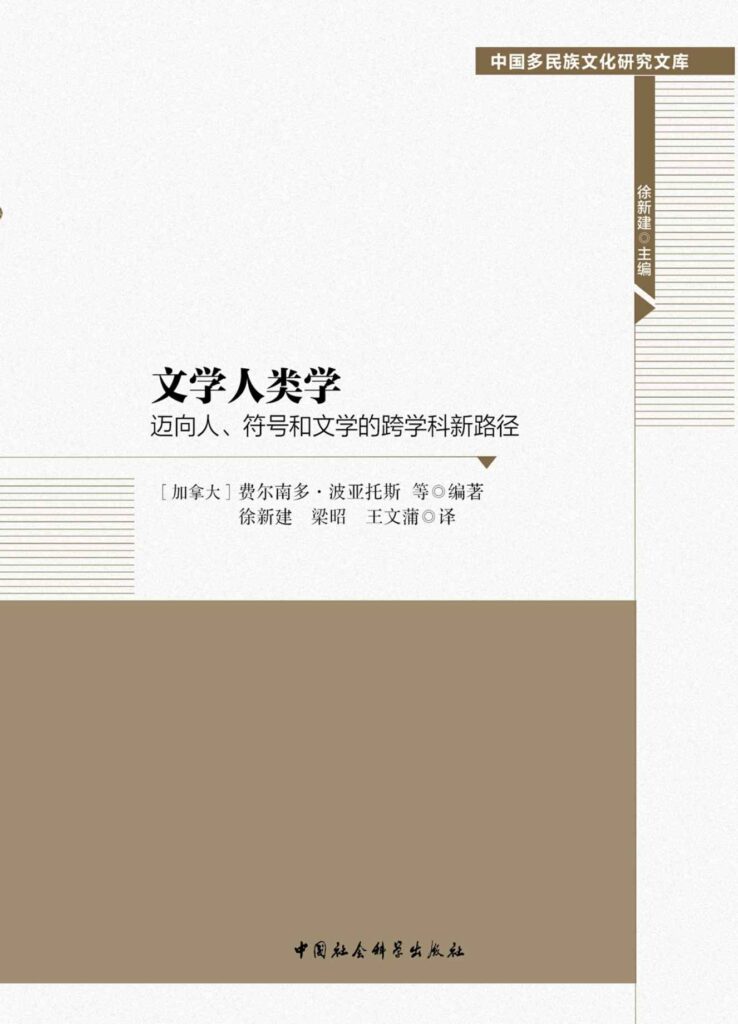 中国多民族文化研究文库
徐新建◎主编
文学人类学
迈向人、符号和文学的跨学科新路径
［加拿大］费尔南多·波亚托斯 等◎编著
徐新建 梁昭 王文蒲◎译
中国社会科学出版社